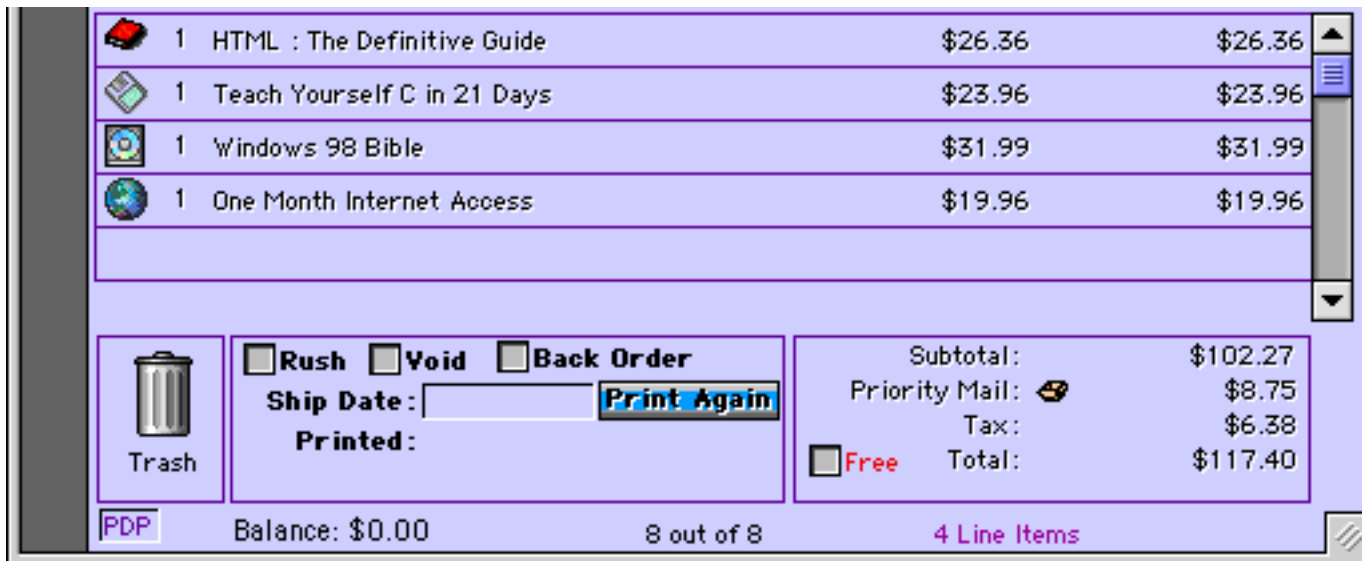 1 HTML : The Definitive Guide $26.36 $26.36
1 Teach Yourself C in 21 Days $23.96 $23.96
1 Windows 98 Bible $31.99 $31.99
1 One Month Internet Access $19.96 $19.96
Rush Void Back Order
Ship Date: Print Again
Printed:
Trash
Subtotal: $102.27
Priority Mail: $8.75
Tax: $6.38
Free Total: $117.40
PDP Balance: $0.00 8 out of 8 4 Line Items